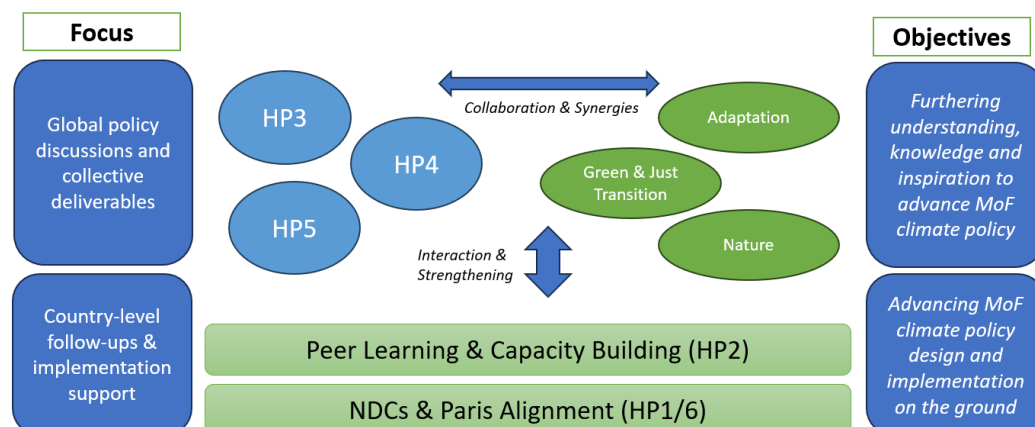 Focus
Objectives
Global policy
discussions and
collective
deliverables
HP3
HP4
HP5
Collaboration & Synergies
Adaptation
Green & Just
Transition
Nature
Interaction &
Strengthening
Furthering
understanding,
knowledge and
inspiration to
advance MoF
climate policy
Country-level
follow-ups &
implementation
support
Peer Learning & Capacity Building (HP2)
NDCs & Paris Alignment (HP1/6)
Advancing MoF
climate policy
design and
implementation
on the ground